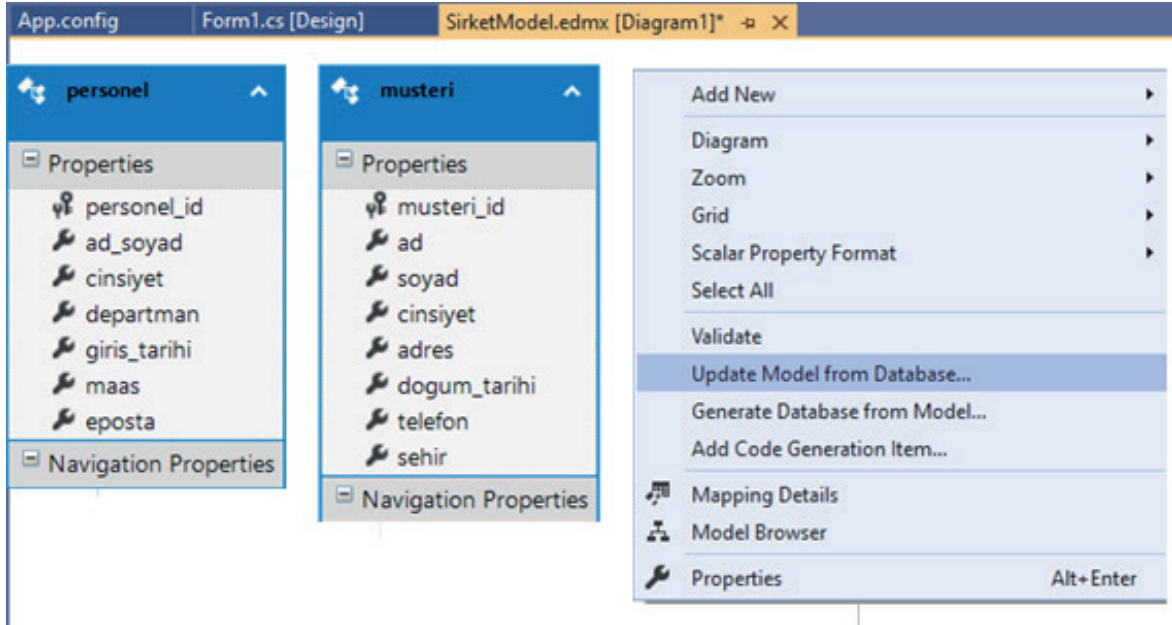 App.config
Form1.cs [Design]
SirketModel.edmx [Diagram1]*
personel
Properties
personel_id
ad_soyad
cinsiyet
departman
giris_tarihi
maas
eposta
Navigation Properties
musteri
Properties
musteri_id
ad
soyad
cinsiyet
adres
dogum_tarihi
telefon
sehir
Navigation Properties
Add New
Diagram
Zoom
Grid
Scalar Property Format
Select All
Validate
Update Model from Database...
Generate Database from Model...
Add Code Generation Item...
Mapping Details
Model Browser
Properties Alt+Enter